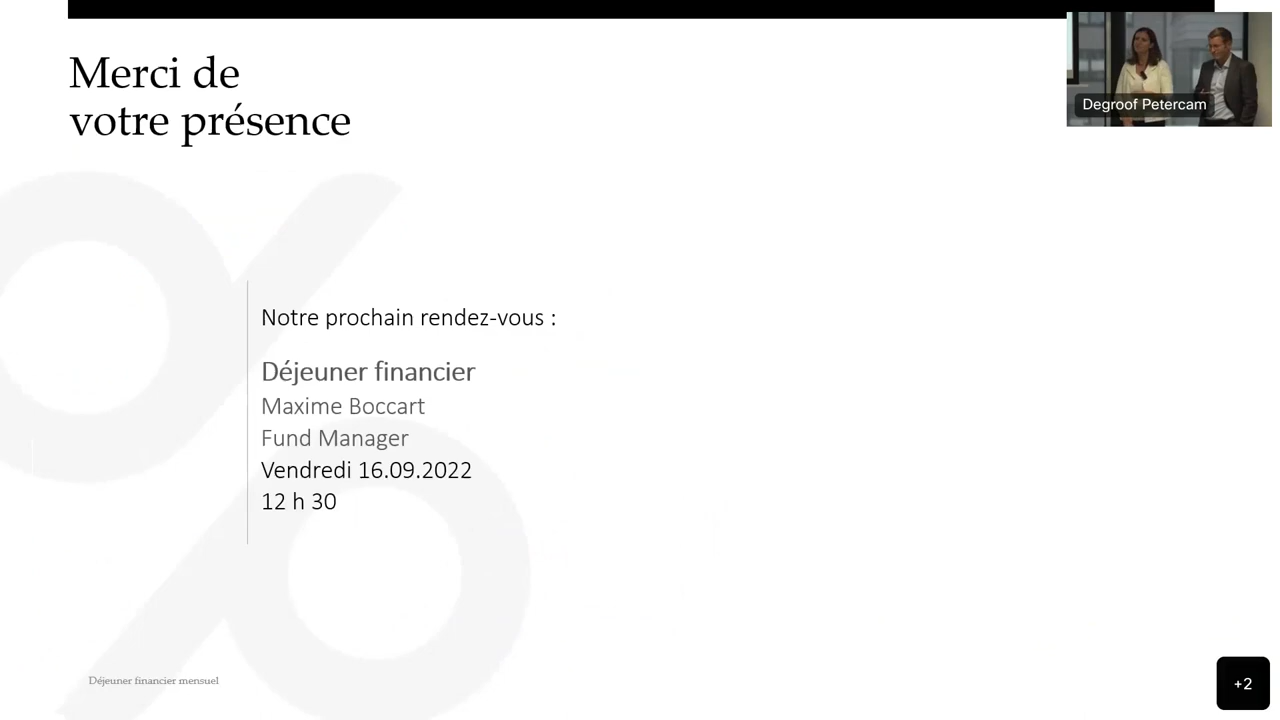 Merci de
votre présence
Degroof Petercam
Notre prochain rendez-vous :
Déjeuner financier
Maxime Boccart
Fund Manager
Vendredi 16.09.2022
12 h 30
Déjeuner financier mensuel
+2